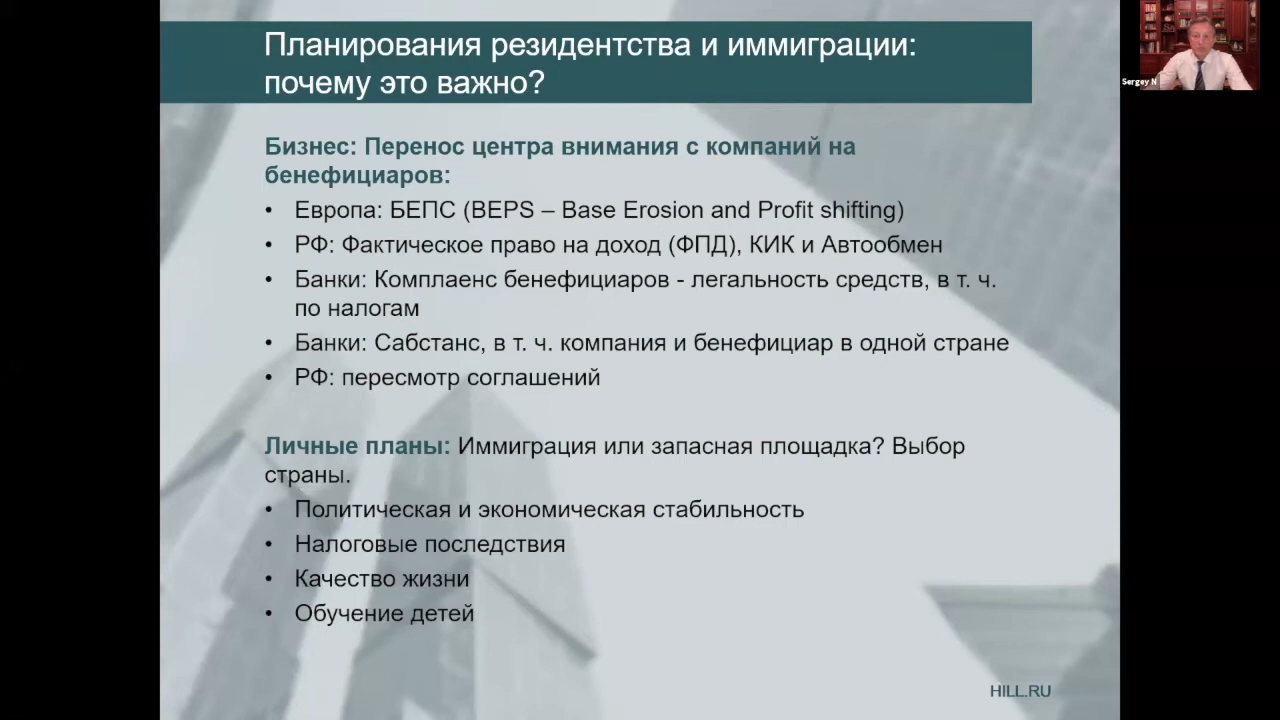 Планирования резидентства и иммиграции:
почему это важно?
Sergey N
Бизнес: Перенос центра внимания с компаний на
бенефициаров:
• Европа: БЕПС (BEPS – Base Erosion and Profit shifting)
• РФ: Фактическое право на доход (ФПД), КИК и Автообмен
• Банки: Комплаенс бенефициаров - легальность средств, в т. ч.
по налогам
• Банки: Сабстанс, в т. ч. компания и бенефициар в одной стране
• РФ: пересмотр соглашений
Личные планы: Иммиграция или запасная площадка? Выбор
страны.
• Политическая и экономическая стабильность
• Налоговые последствия
• Качество жизни
• Обучение детей
HILL.RU